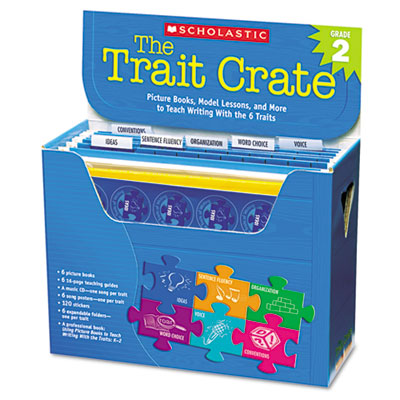 SCHOLASTIC
GRADE 2
The
Trait Crate
Picture Books, Model Lessons, and More
to Teach Writing With the 6 Traits
CONVENTIONS
IDEAS
SENTENCE FLUENCY
ORGANIZATION
WORD CHOICE
VOICE
• 6 picture books
• 6 16-page teaching guides
• A music CD—one song per trait
• 6 song posters—one per trait
• 120 stickers
• 6 expandable folders—
one per trait
• A professional book:
Using Picture Books to Teach
Writing With the Traits: K–2
IDEAS
SENTENCE FLUENCY
ORGANIZATION
WORD CHOICE
VOICE
CONVENTIONS